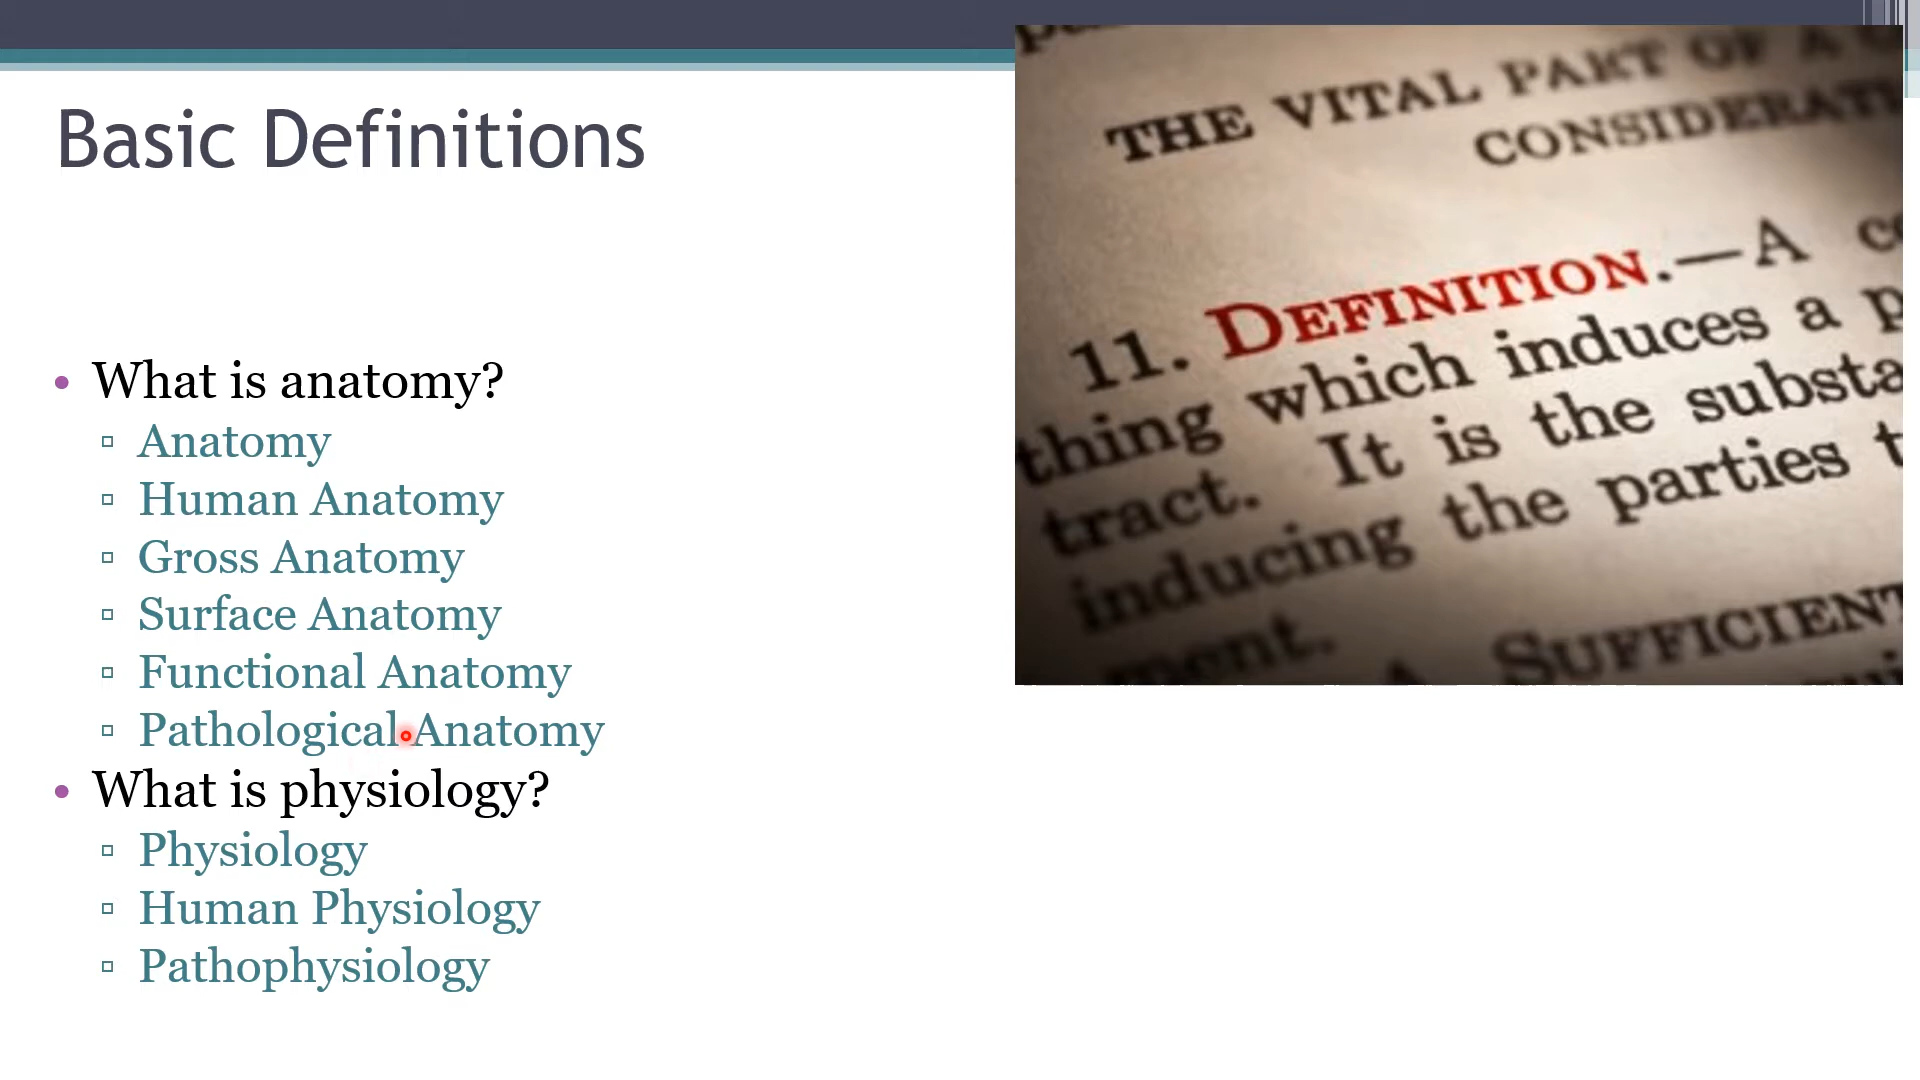 Basic Definitions
What is anatomy?
Anatomy
Human Anatomy
Gross Anatomy
Surface Anatomy
Functional Anatomy
Pathological Anatomy
What is physiology?
Physiology
Human Physiology
Pathophysiology
THE VITAL PART OF A
11. DEFINITION.—A
thing which induces a
tract. It is the
inducing the parties
SUFFICIENT